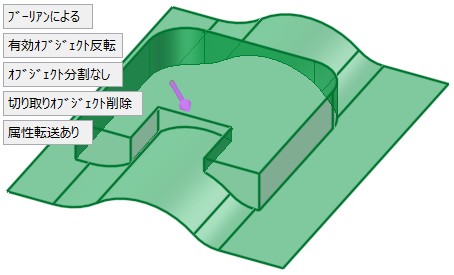 ﾌﾞｰﾘｱﾝによる
有効ｵﾌﾞｼﾞｪｸﾄ反転
ｵﾌﾞｼﾞｪｸﾄ分割なし
切り取りｵﾌﾞｼﾞｪｸﾄ削除
属性転送あり